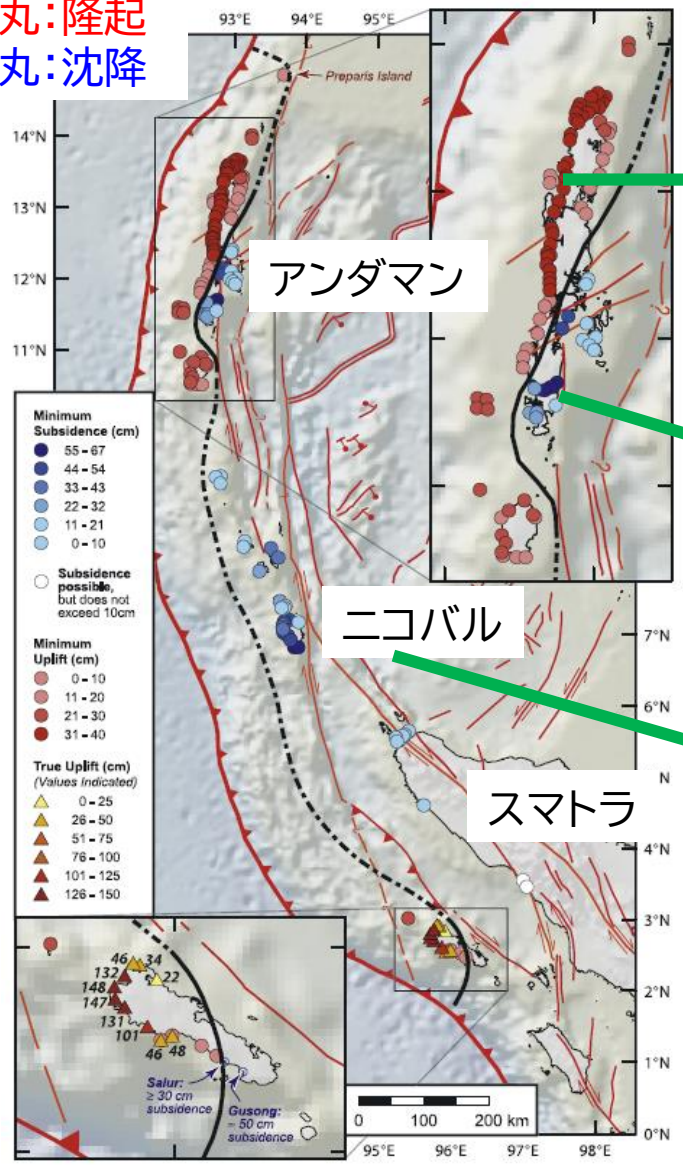 丸：隆起
丸：沈降
93°E
94°E
95°E
Preparis Island
14°N
13°N
12°N
11°N
アンダマン
?
?
Minimum
Subsidence (cm)
55 – 67
44 – 54
33 – 43
22 – 32
11 – 21
0 – 10
Subsidence
possible,
but does not
exceed 10cm
Minimum
Uplift (cm)
0 – 10
11 – 20
21 – 30
31 – 40
True Uplift (cm)
(Values Indicated)
0 – 25
26 – 50
51 – 75
76 – 100
101 – 125
126 – 150
ニコバル
7°N
6°N
N
スマトラ
4°N
3°N
2°N
1°N
0°N
46
34
132
22
148
147
131
101
46
48
Salur:
≥ 30 cm
subsidence
Gusong:
~ 50 cm
subsidence
0 100 200 km
95°E
96°E
97°E
98°E